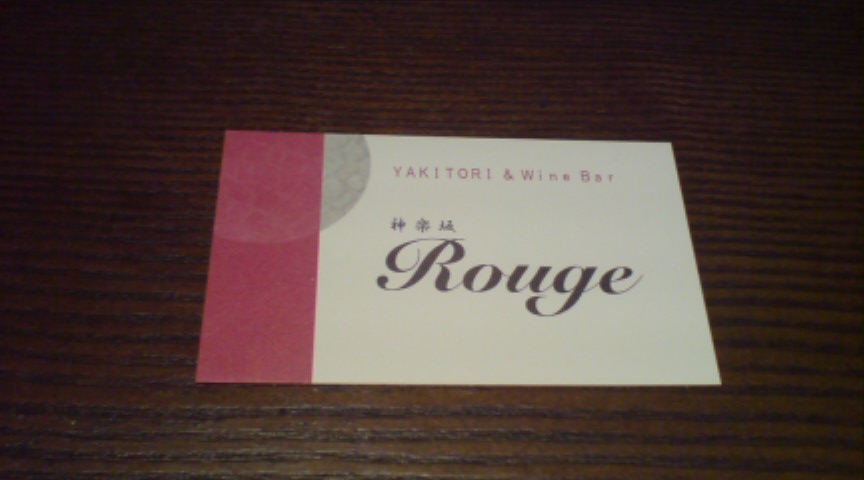 YAKITORI & Wine Bar
神楽坂
Rouge